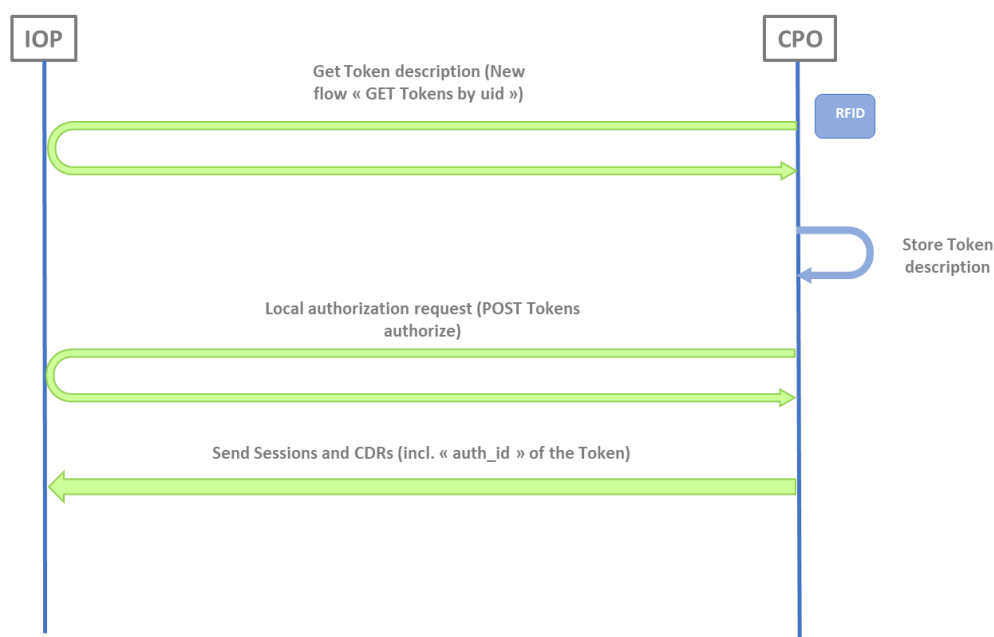 IOP
CPO
Get Token description (New
flow « GET Tokens by uid »)
RFID
Store Token
description
Local authorization request (POST Tokens
authorize)
Send Sessions and CDRs (incl. « auth_id » of the Token)